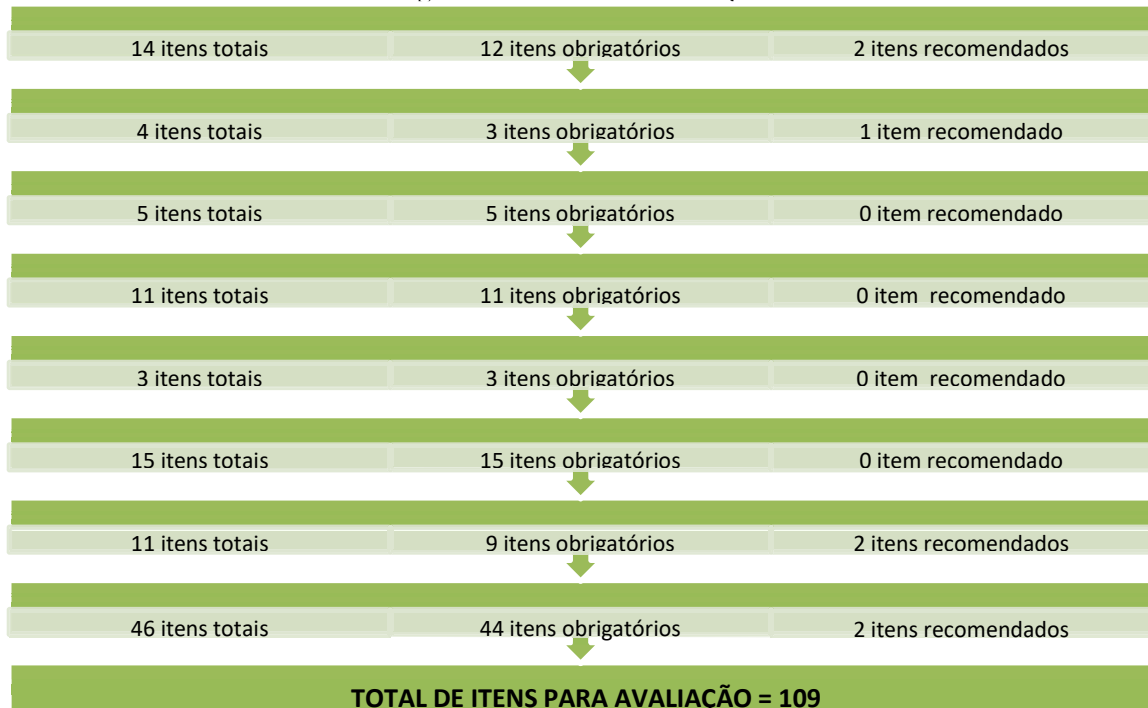 14 itens totais 12 itens obrigatórios 2 itens recomendados
4 itens totais 3 itens obrigatórios 1 item recomendado
5 itens totais 5 itens obrigatórios 0 item recomendado
11 itens totais 11 itens obrigatórios 0 item recomendado
3 itens totais 3 itens obrigatórios 0 item recomendado
15 itens totais 15 itens obrigatórios 0 item recomendado
11 itens totais 9 itens obrigatórios 2 itens recomendados
46 itens totais 44 itens obrigatórios 2 itens recomendados
TOTAL DE ITENS PARA AVALIAÇÃO = 109